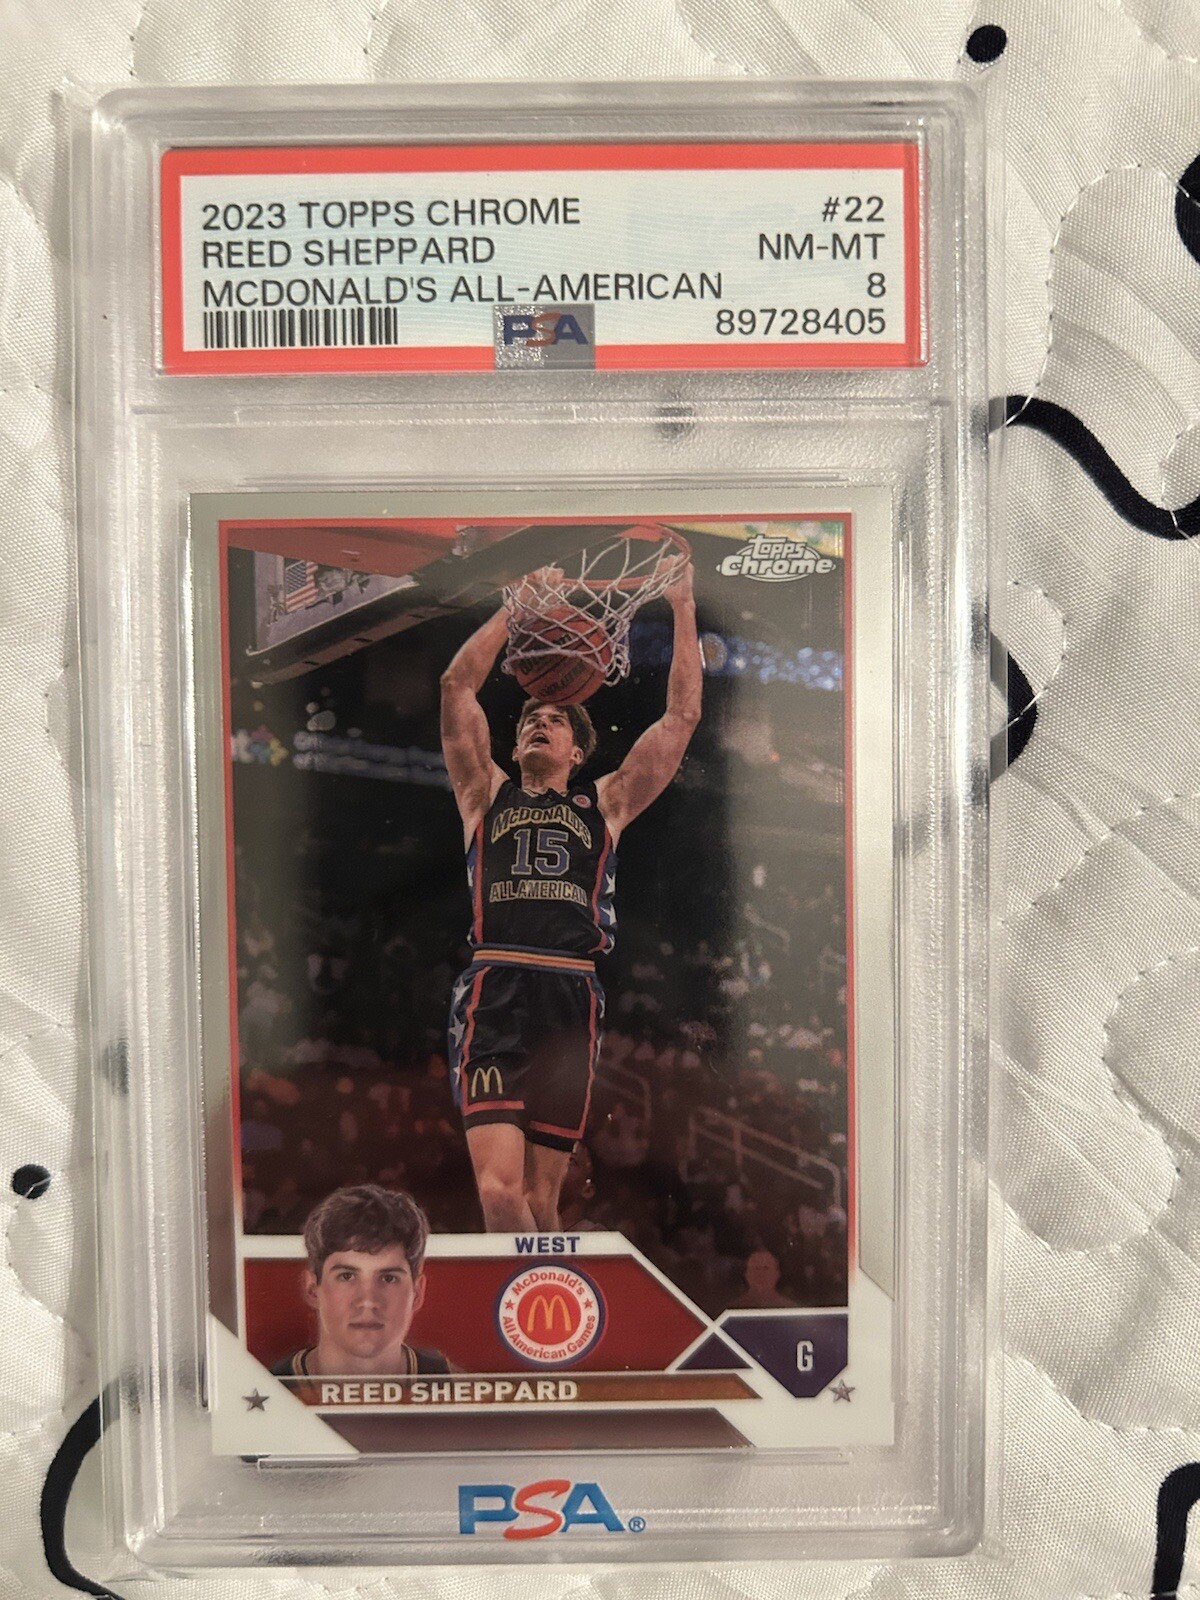 2023 TOPPS CHROME #22
REED SHEPPARD NM-MT
MCDONALD'S ALL-AMERICAN 8
PSA 89728405
TOPPS
Chrome
McDONALD'S
15
ALL AMERICAN
WEST
McDonald's
All American Games
G
REED SHEPPARD
PSA®